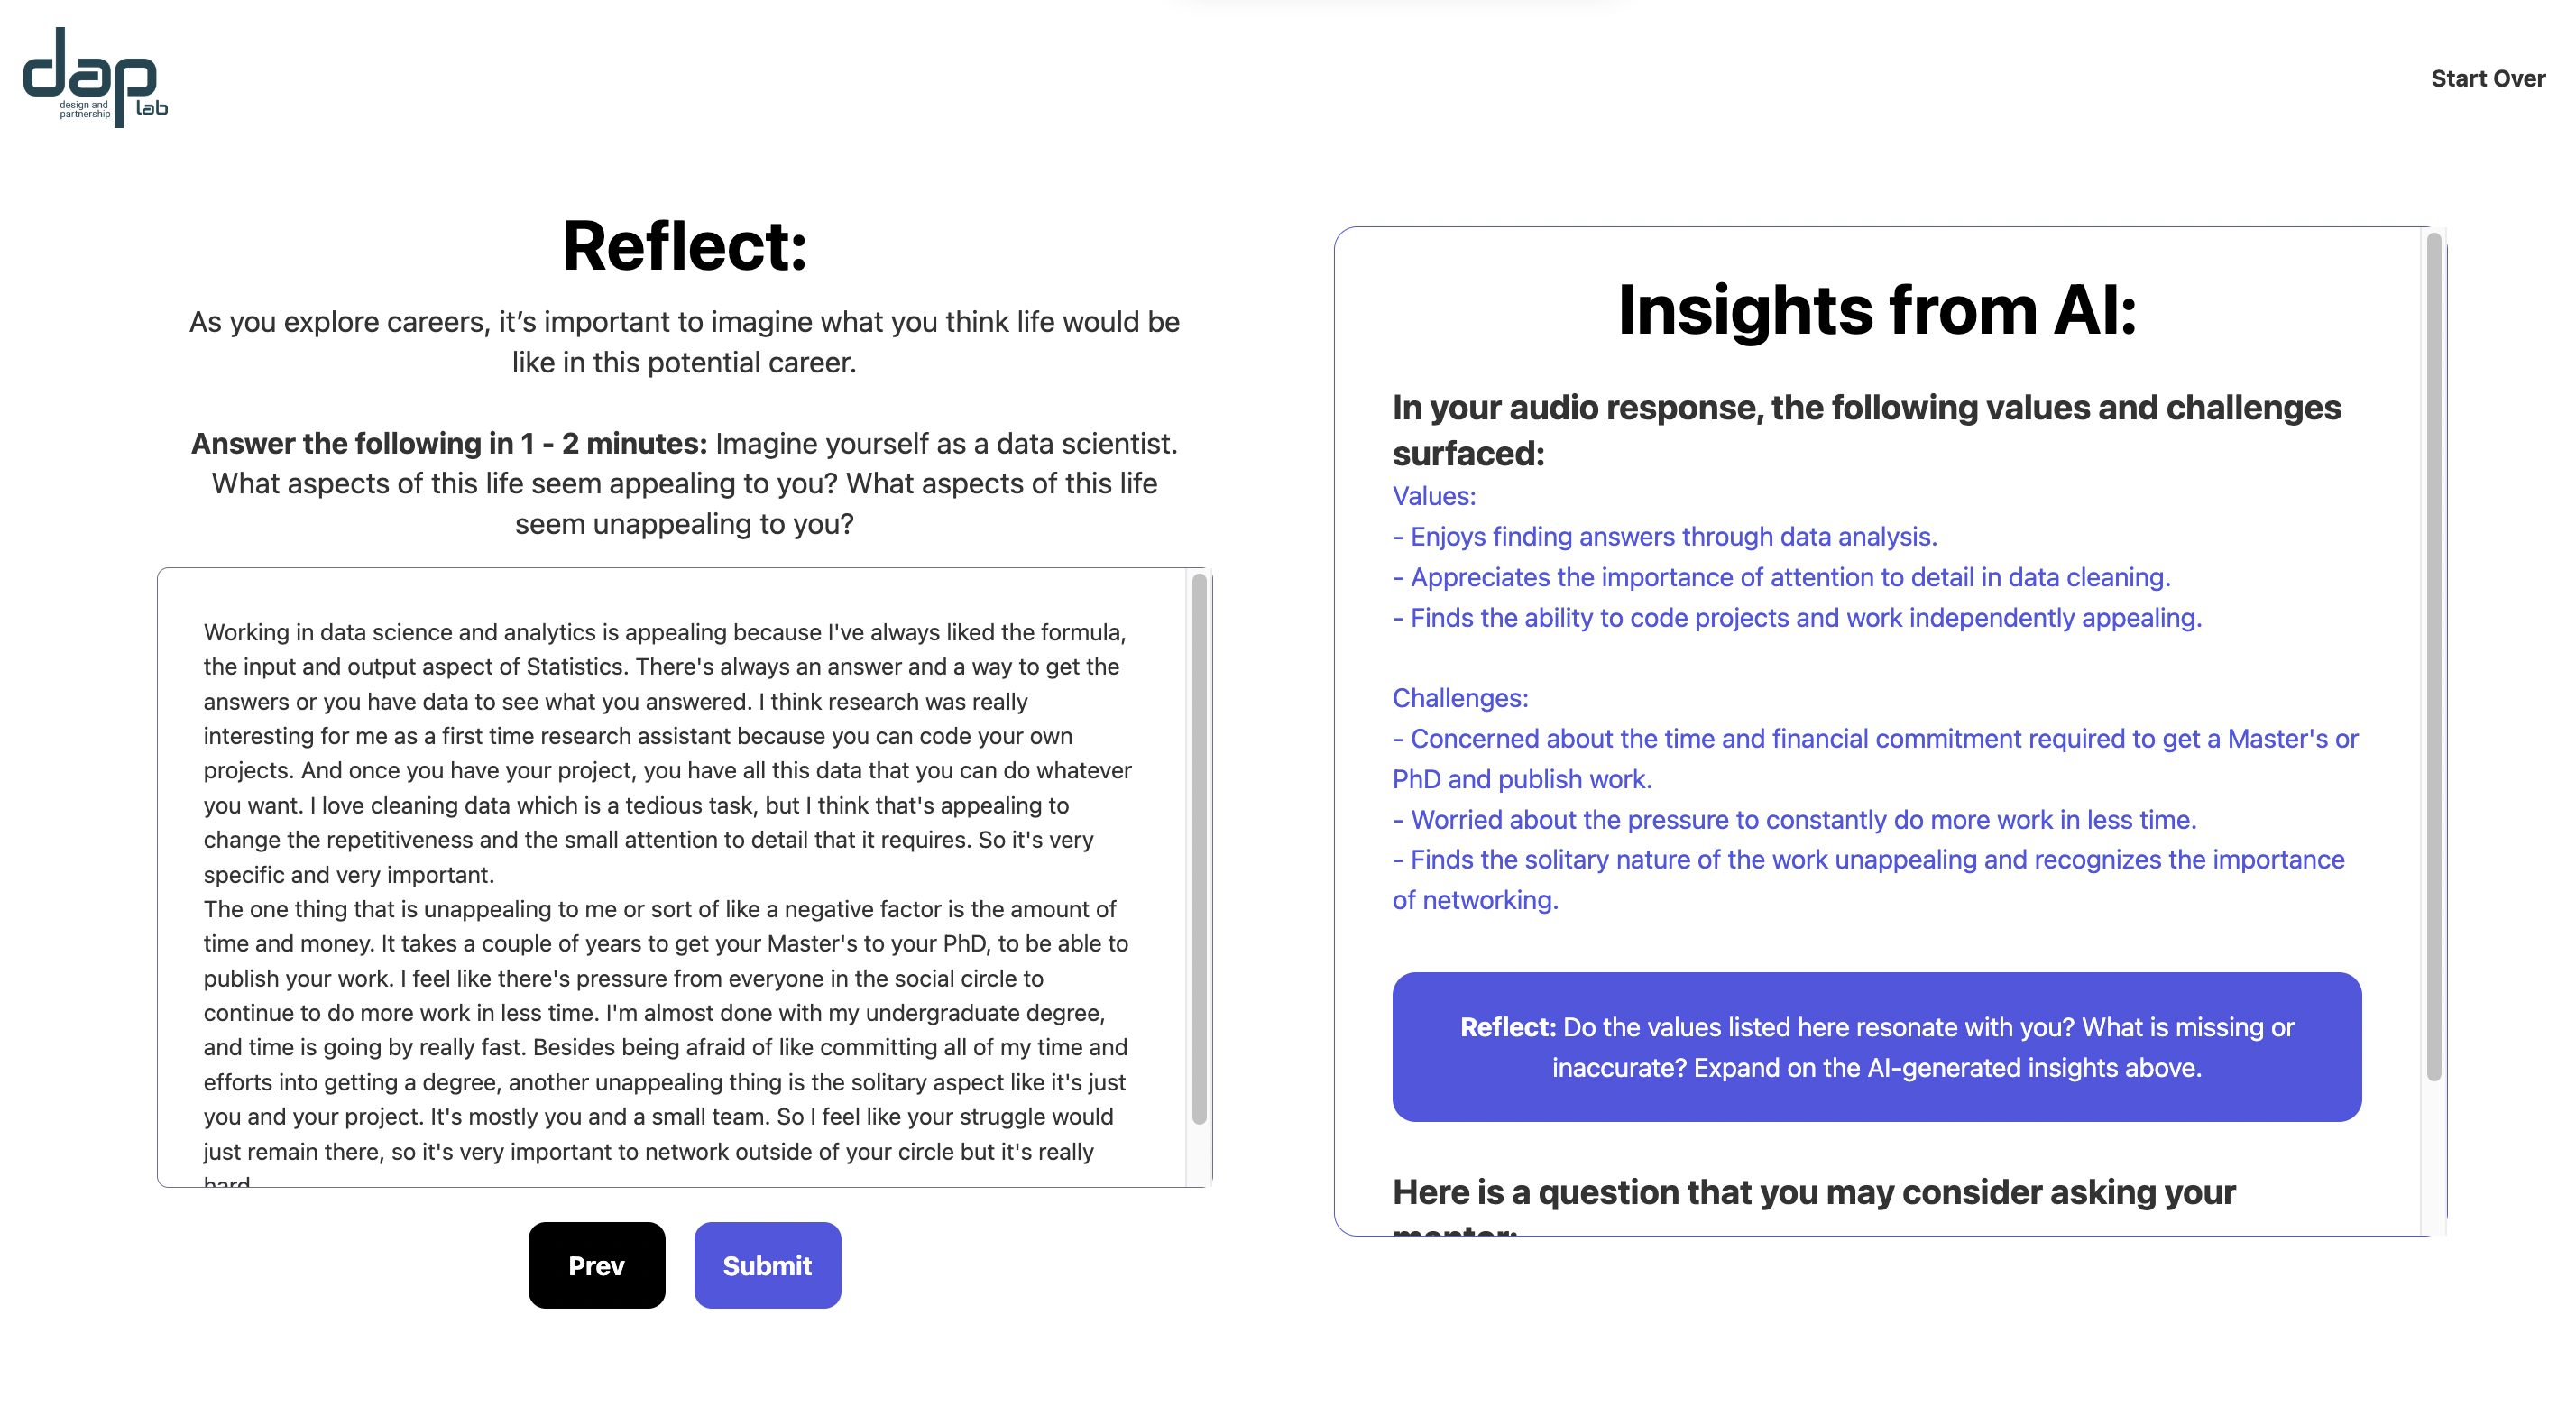 dap
design and
partnership
lab
Start Over
Reflect:
As you explore careers, it’s important to imagine what you think life would be
like in this potential career.
Answer the following in 1 - 2 minutes: Imagine yourself as a data scientist.
What aspects of this life seem appealing to you? What aspects of this life
seem unappealing to you?
Working in data science and analytics is appealing because I've always liked the formula,
the input and output aspect of Statistics. There's always an answer and a way to get the
answers or you have data to see what you answered. I think research was really
interesting for me as a first time research assistant because you can code your own
projects. And once you have your project, you have all this data that you can do whatever
you want. I love cleaning data which is a tedious task, but I think that's appealing to
change the repetitiveness and the small attention to detail that it requires. So it's very
specific and very important.
The one thing that is unappealing to me or sort of like a negative factor is the amount of
time and money. It takes a couple of years to get your Master's to your PhD, to be able to
publish your work. I feel like there's pressure from everyone in the social circle to
continue to do more work in less time. I'm almost done with my undergraduate degree,
and time is going by really fast. Besides being afraid of like committing all of my time and
efforts into getting a degree, another unappealing thing is the solitary aspect like it's just
you and your project. It's mostly you and a small team. So I feel like your struggle would
just remain there, so it's very important to network outside of your circle but it's really
hard
Prev
Submit
Insights from AI:
In your audio response, the following values and challenges
surfaced:
Values:
- Enjoys finding answers through data analysis.
- Appreciates the importance of attention to detail in data cleaning.
- Finds the ability to code projects and work independently appealing.
Challenges:
- Concerned about the time and financial commitment required to get a Master's or
PhD and publish work.
- Worried about the pressure to constantly do more work in less time.
- Finds the solitary nature of the work unappealing and recognizes the importance
of networking.
Reflect: Do the values listed here resonate with you? What is missing or
inaccurate? Expand on the AI-generated insights above.
Here is a question that you may consider asking your
mentor: